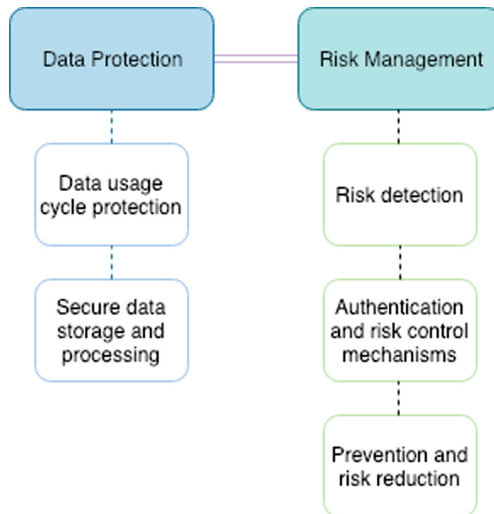 Data Protection
Risk Management
Data usage
cycle protection
Risk detection
Secure data
storage and
processing
Authentication
and risk control
mechanisms
Prevention and
risk reduction